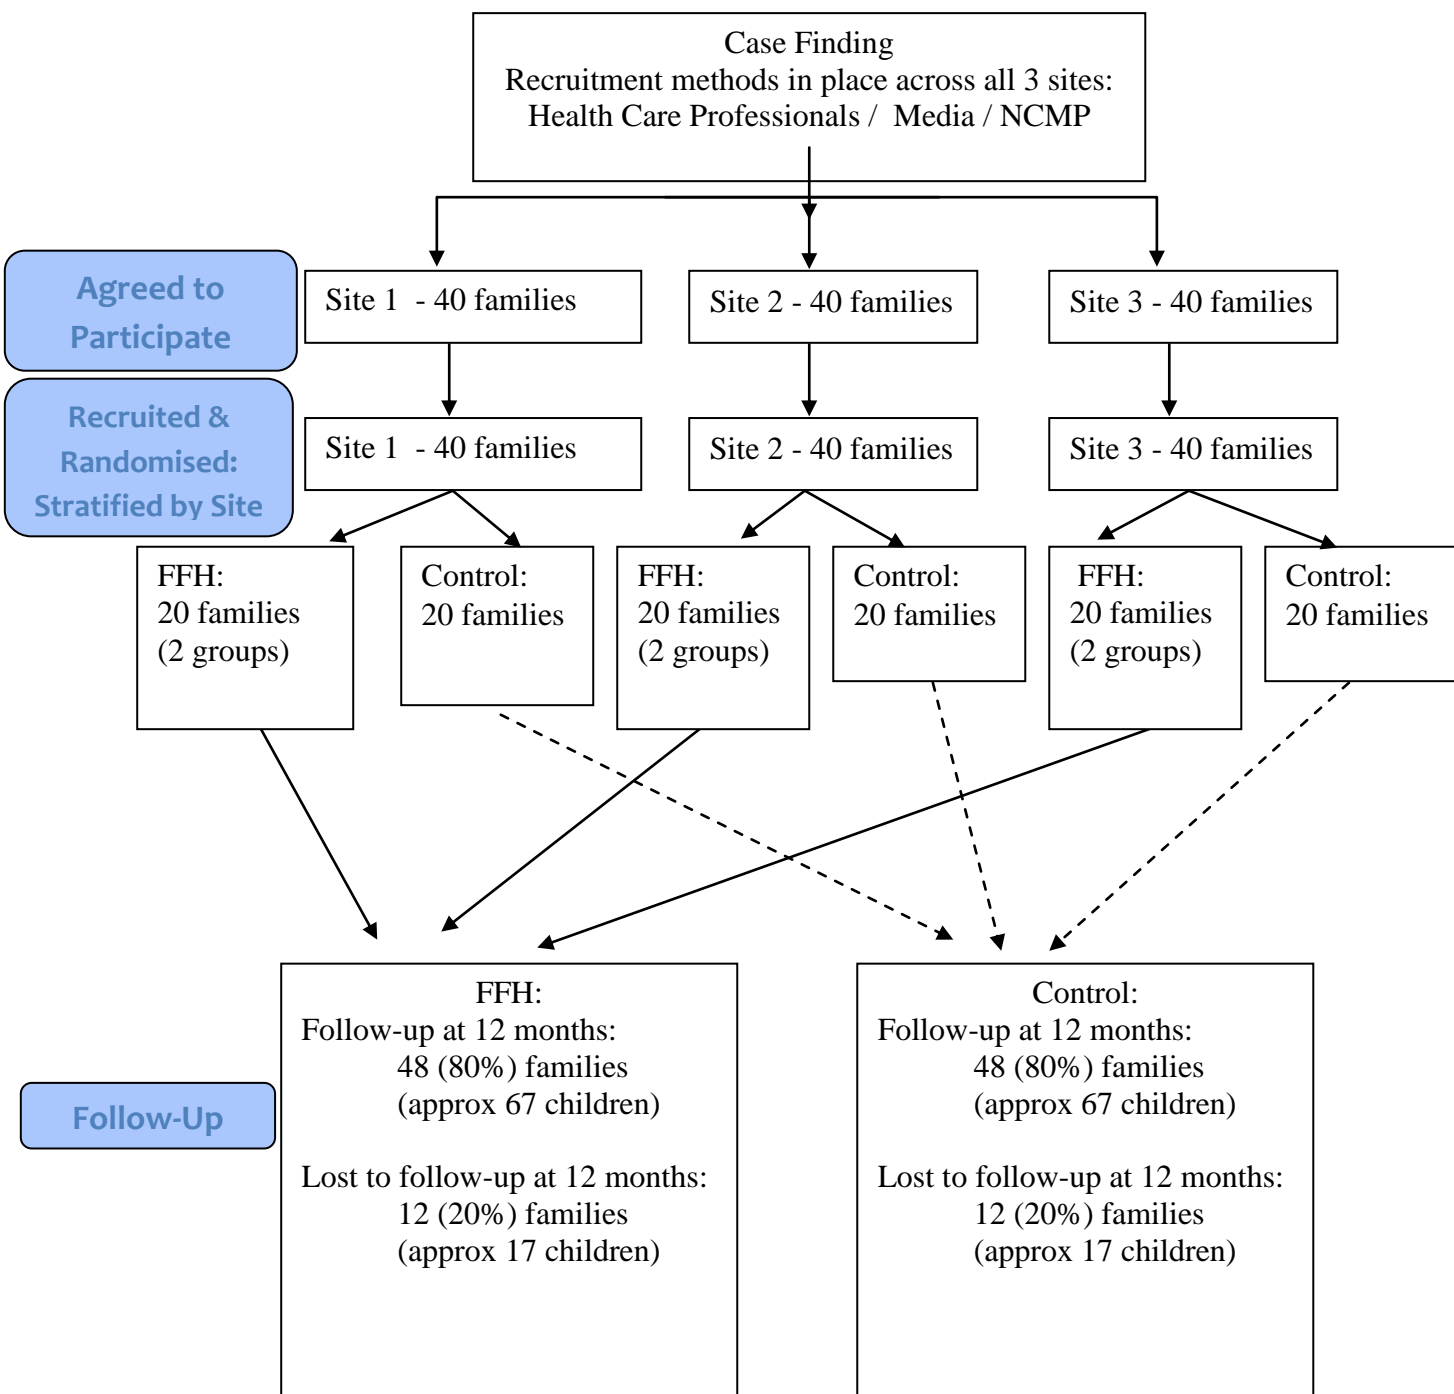 Case Finding
Recruitment methods in place across all 3 sites:
Health Care Professionals / Media / NCMP
Agreed to
Participate
Site 1 - 40 families
Site 2 - 40 families
Site 3 - 40 families
Recruited &
Randomised:
Stratified by Site
Site 1 - 40 families
Site 2 - 40 families
Site 3 - 40 families
FFH:
20 families
(2 groups)
Control:
20 families
FFH:
20 families
(2 groups)
Control:
20 families
FFH:
20 families
(2 groups)
Control:
20 families
Follow-Up
FFH:
Follow-up at 12 months:
48 (80%) families
(approx 67 children)
Lost to follow-up at 12 months:
12 (20%) families
(approx 17 children)
Control:
Follow-up at 12 months:
48 (80%) families
(approx 67 children)
Lost to follow-up at 12 months:
12 (20%) families
(approx 17 children)